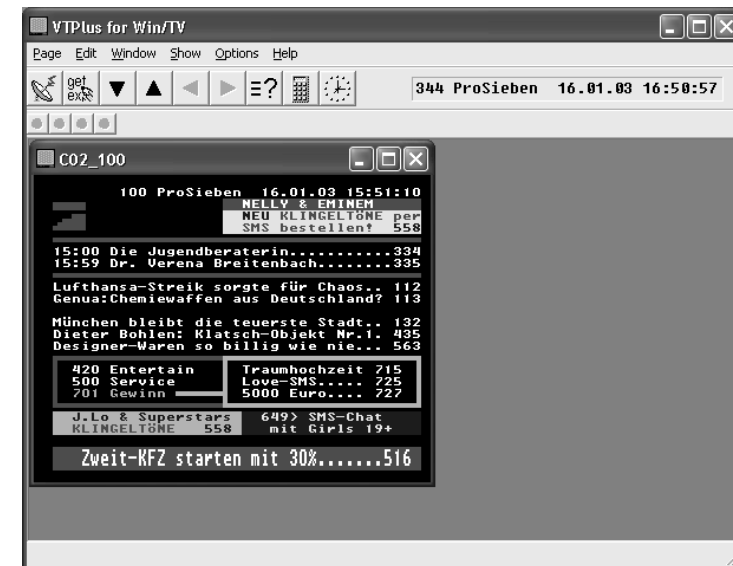 VTPlus for Win/TV
Page Edit Window Show Options Help
get
344 ProSieben 16.01.03 16:50:57
C02_100
100 ProSieben 16.01.03 15:51:10
NELLY & EMINEM
NEU KLINGELTöNE per
SMS bestellen! 558
15:00 Die Jugendberaterin...........334
15:59 Dr. Verena Breitenbach........335
Lufthansa-Streik sorgte für Chaos.. 112
Genua:Chemiewaffen aus Deutschland? 113
München bleibt die teuerste Stadt.. 132
Dieter Bohlen: Klatsch-Objekt Nr.1. 435
Designer-Waren so billig wie nie... 563
420 Entertain Traumhochzeit 715
500 Service Love-SMS..... 725
701 Gewinn 5000 Euro.... 727
J.Lo & Superstars 649> SMS-Chat
KLINGELTöNE 558 mit Girls 19+
Zweit-KFZ starten mit 30%.......516